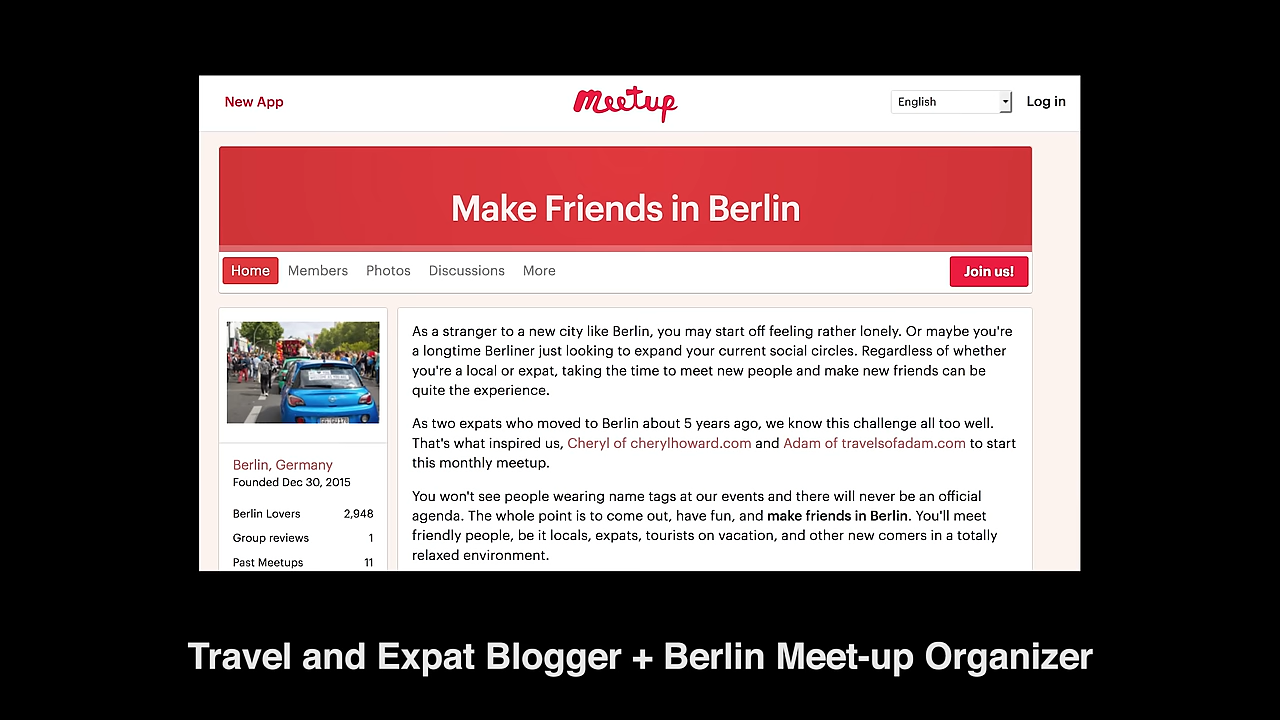 New App
meetup
English
Log in
Make Friends in Berlin
Home
Members
Photos
Discussions
More
Join us!
As a stranger to a new city like Berlin, you may start off feeling rather lonely. Or maybe you're
a longtime Berliner just looking to expand your current social circles. Regardless of whether
you're a local or expat, taking the time to meet new people and make new friends can be
quite the experience.
As two expats who moved to Berlin about 5 years ago, we know this challenge all too well.
That's what inspired us, Cheryl of cherylhoward.com and Adam of travelsofadam.com to start
this monthly meetup.
You won't see people wearing name tags at our events and there will never be an official
agenda. The whole point is to come out, have fun, and make friends in Berlin. You'll meet
friendly people, be it locals, expats, tourists on vacation, and other new comers in a totally
relaxed environment.
Berlin, Germany
Founded Dec 30, 2015
Berlin Lovers 2,948
Group reviews 1
Past Meetups 11
Travel and Expat Blogger + Berlin Meet-up Organizer